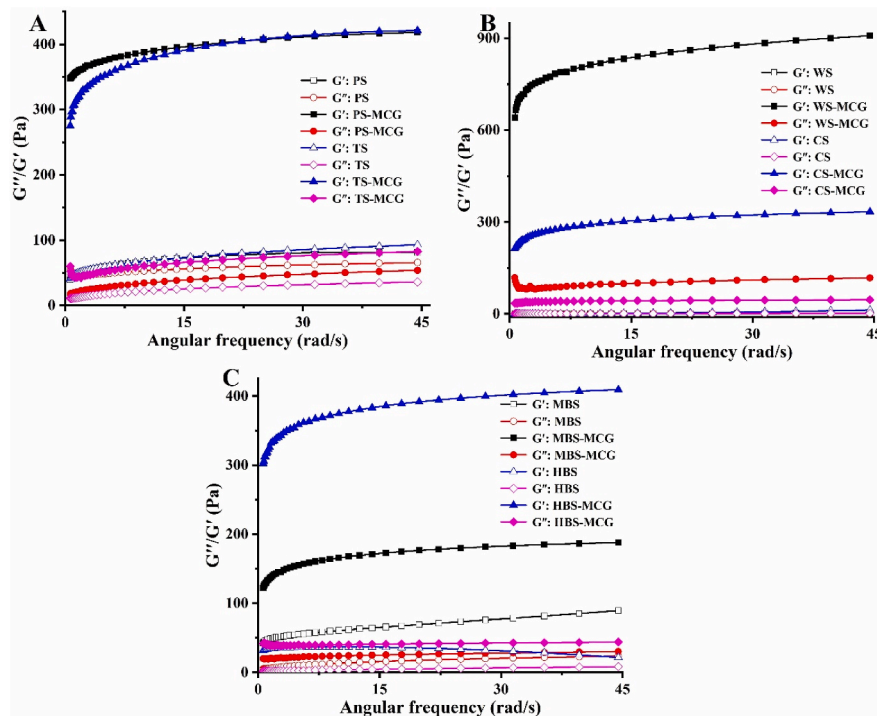 A
G″/G′ (Pa)
400
300
200
100
0
G′: PS
G″: PS
G′: PS-MCG
G″: PS-MCG
G′: TS
G″: TS
G′: TS-MCG
G″: TS-MCG
0
15
30
45
Angular frequency (rad/s)
B
G″/G′ (Pa)
900
600
300
0
G′: WS
G″: WS
G′: WS-MCG
G″: WS-MCG
G′: CS
G″: CS
G′: CS-MCG
G″: CS-MCG
0
15
30
45
Angular frequency (rad/s)
C
G″/G′ (Pa)
400
300
200
100
0
G′: MBS
G″: MBS
G′: MBS-MCG
G″: MBS-MCG
G′: HBS
G″: HBS
G′: HBS-MCG
G″: HBS-MCG
0
15
30
45
Angular frequency (rad/s)